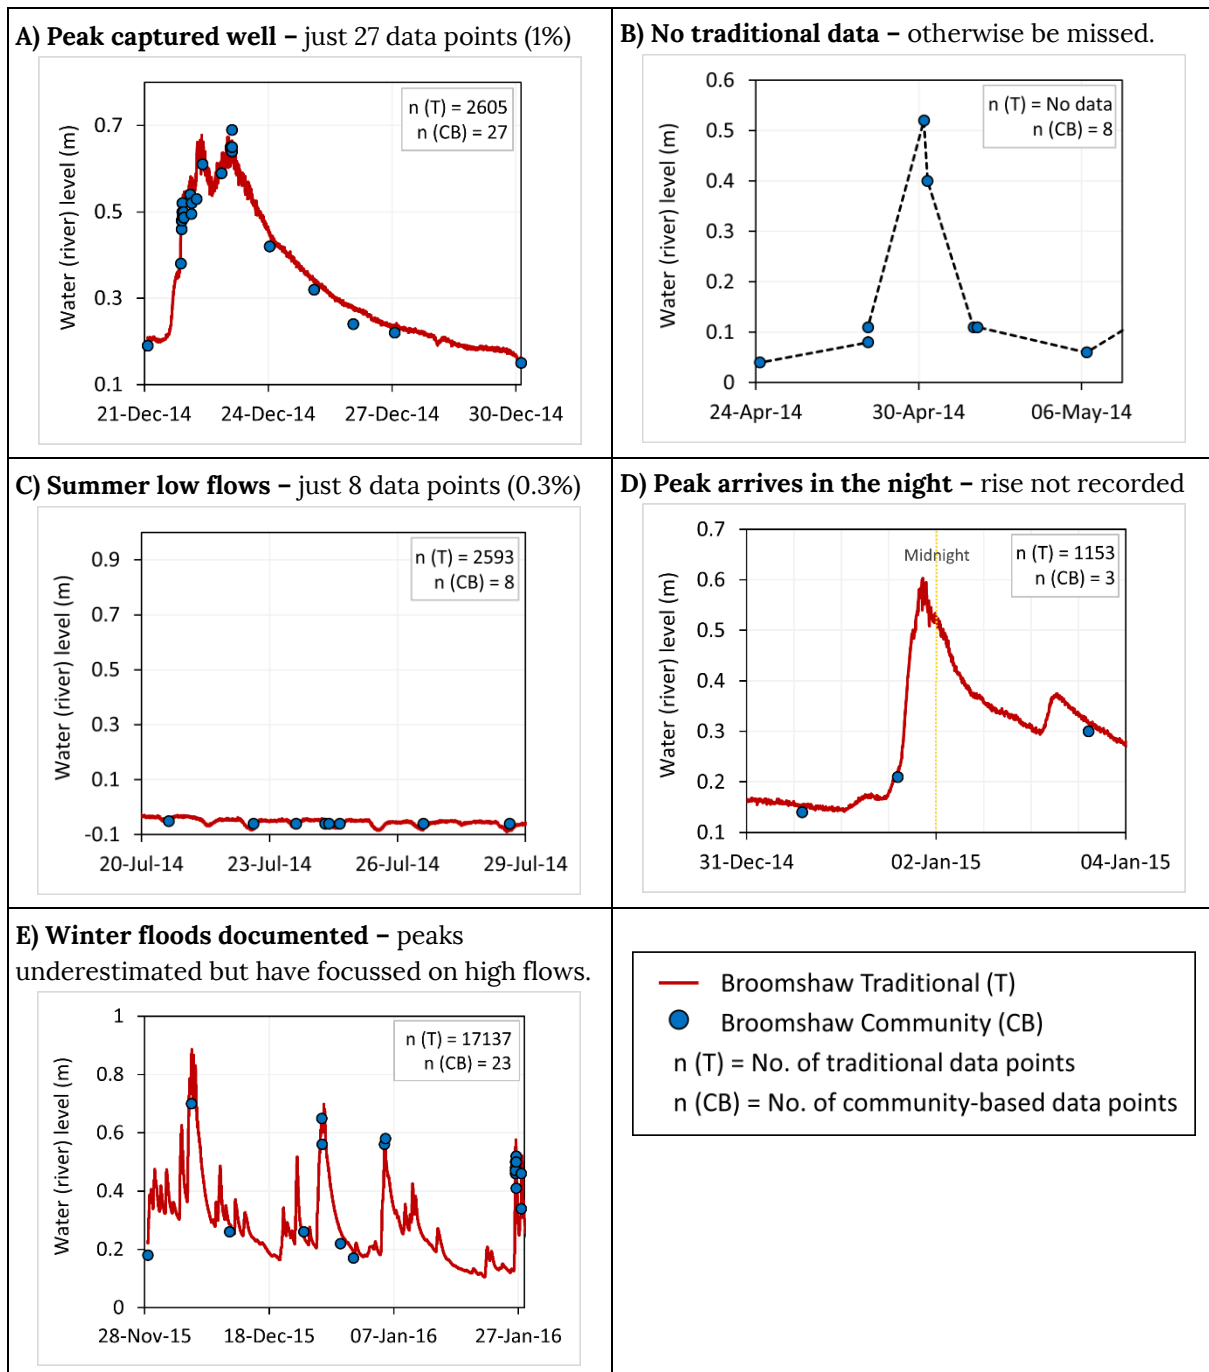 A) Peak captured well – just 27 data points (1%)
Water (river) level (m)
0.7
0.5
0.3
0.1
n (T) = 2605
n (CB) = 27
21-Dec-14 24-Dec-14 27-Dec-14 30-Dec-14
B) No traditional data – otherwise be missed.
Water (river) level (m)
0.6
0.5
0.4
0.3
0.2
0.1
0
n (T) = No data
n (CB) = 8
24-Apr-14 30-Apr-14 06-May-14
C) Summer low flows – just 8 data points (0.3%)
Water (river) level (m)
0.9
0.7
0.5
0.3
0.1
-0.1
n (T) = 2593
n (CB) = 8
20-Jul-14 23-Jul-14 26-Jul-14 29-Jul-14
D) Peak arrives in the night – rise not recorded
Water (river) level (m)
0.7
0.6
0.5
0.4
0.3
0.2
0.1
Midnight
n (T) = 1153
n (CB) = 3
31-Dec-14 02-Jan-15 04-Jan-15
E) Winter floods documented – peaks
underestimated but have focussed on high flows.
Water (river) level (m)
1
0.8
0.6
0.4
0.2
0
n (T) = 17137
n (CB) = 23
28-Nov-15 18-Dec-15 07-Jan-16 27-Jan-16
Broomshaw Traditional (T)
Broomshaw Community (CB)
n (T) = No. of traditional data points
n (CB) = No. of community-based data points